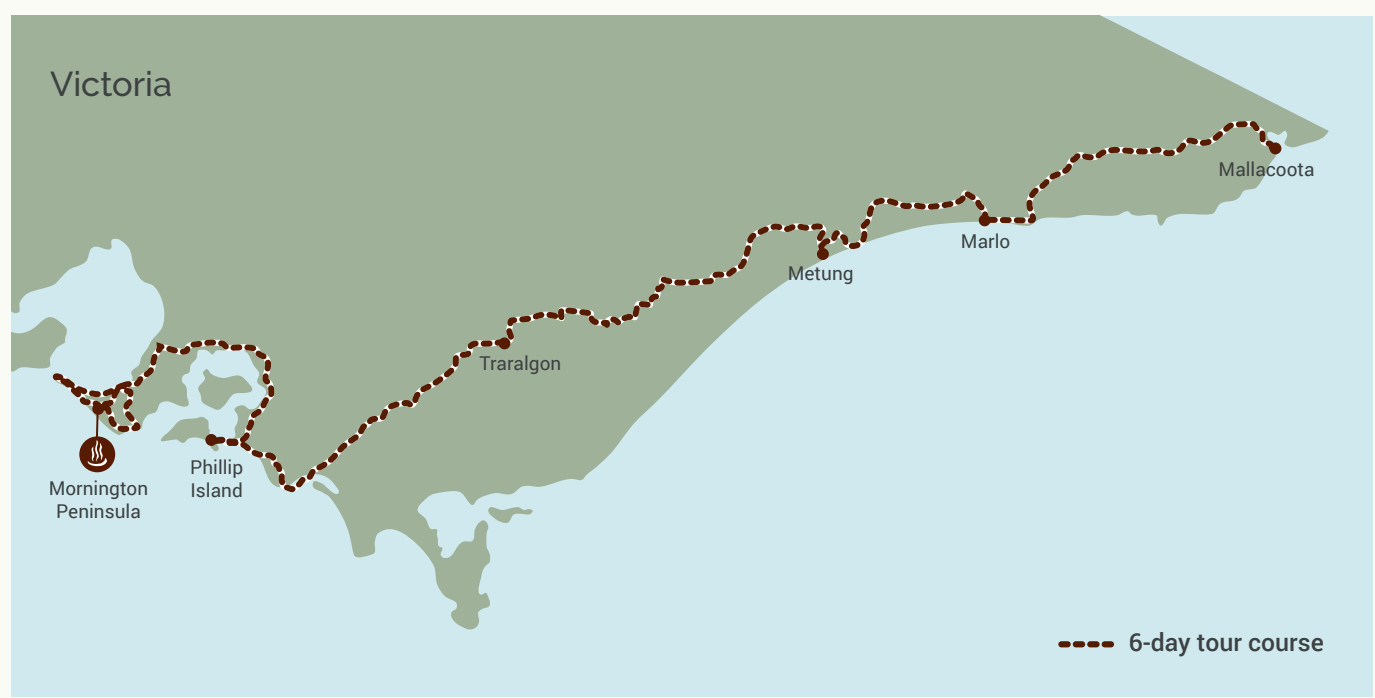 Victoria
Mallacoota
Marlo
Metung
Traralgon
Phillip
Island
Mornington
Peninsula
6-day tour course